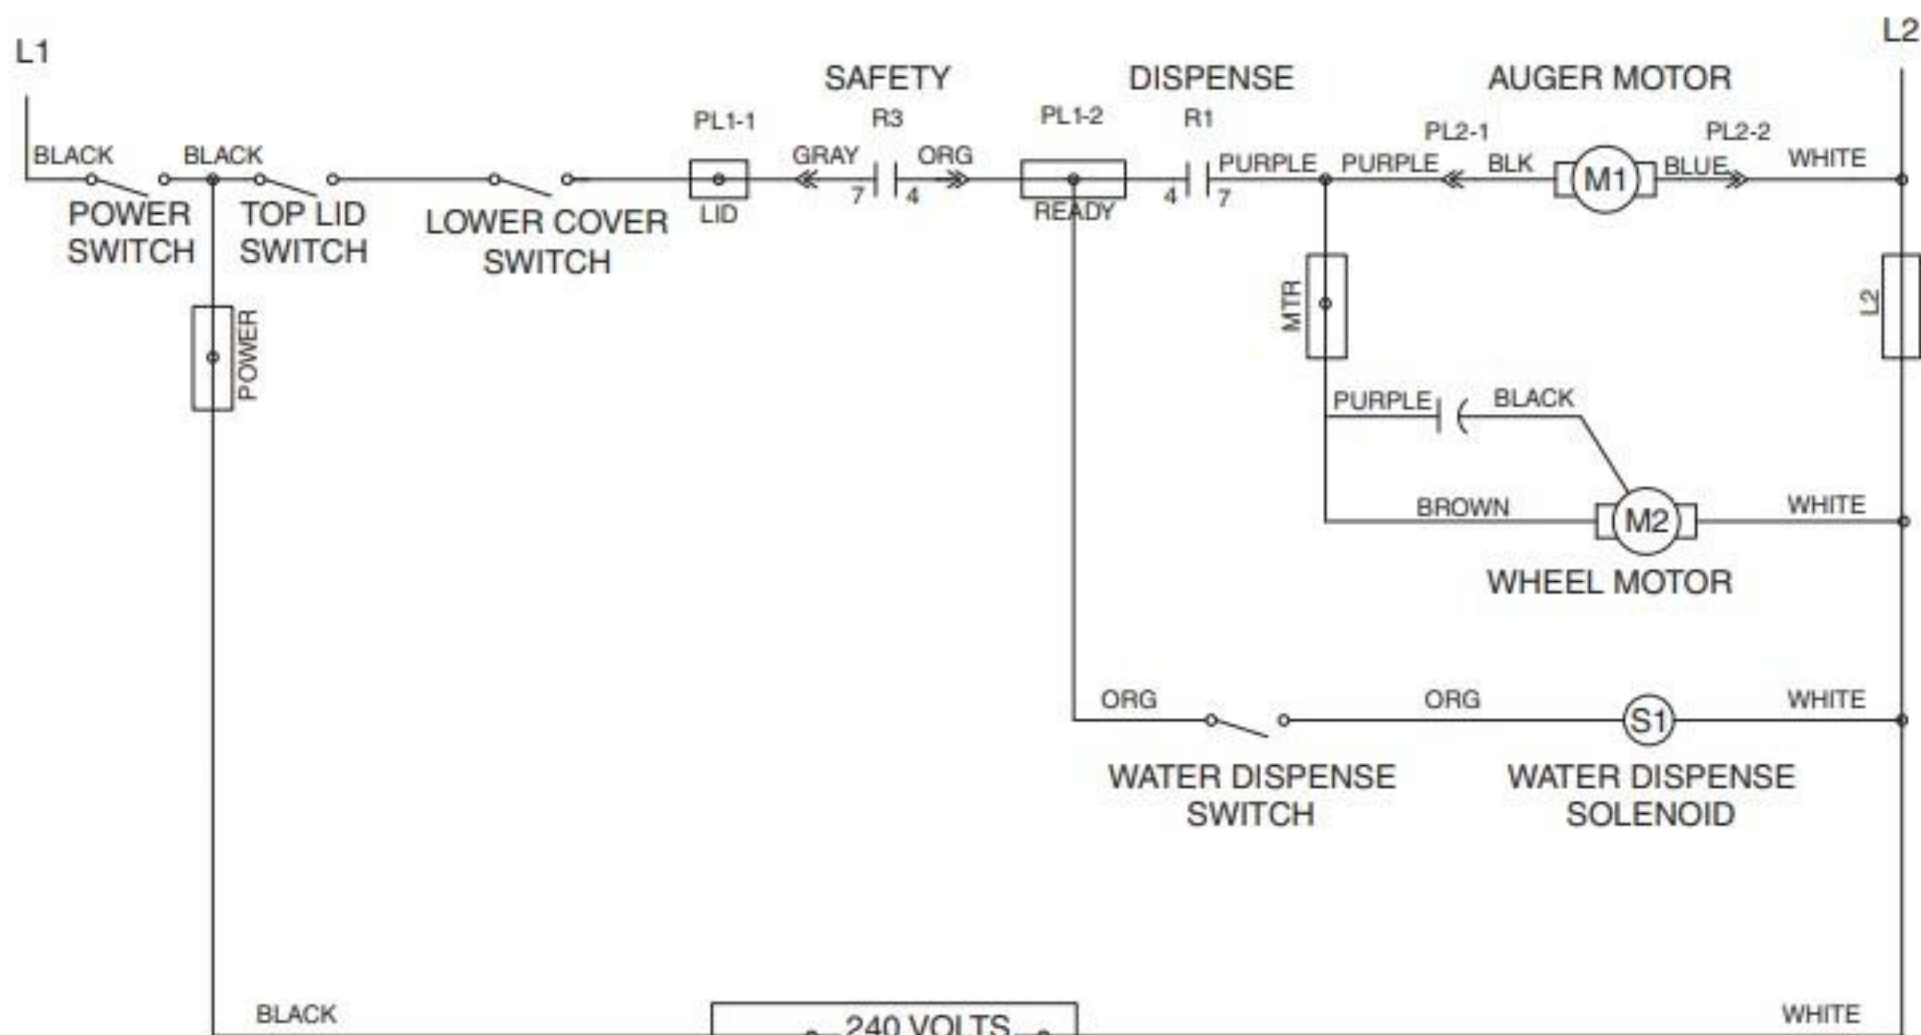 L1
L2
SAFETY
DISPENSE
AUGER MOTOR
PL1-1
R3
PL1-2
R1
PL2-1
PL2-2
BLACK
BLACK
GRAY
ORG
PURPLE
PURPLE
BLK
M1
BLUE
WHITE
7
4
4
7
POWER
SWITCH
TOP LID
SWITCH
LOWER COVER
SWITCH
LID
READY
POWER
MTR
L2
PURPLE
BLACK
BROWN
M2
WHITE
WHEEL MOTOR
ORG
ORG
S1
WHITE
WATER DISPENSE
SWITCH
WATER DISPENSE
SOLENOID
BLACK
240 VOLTS
WHITE